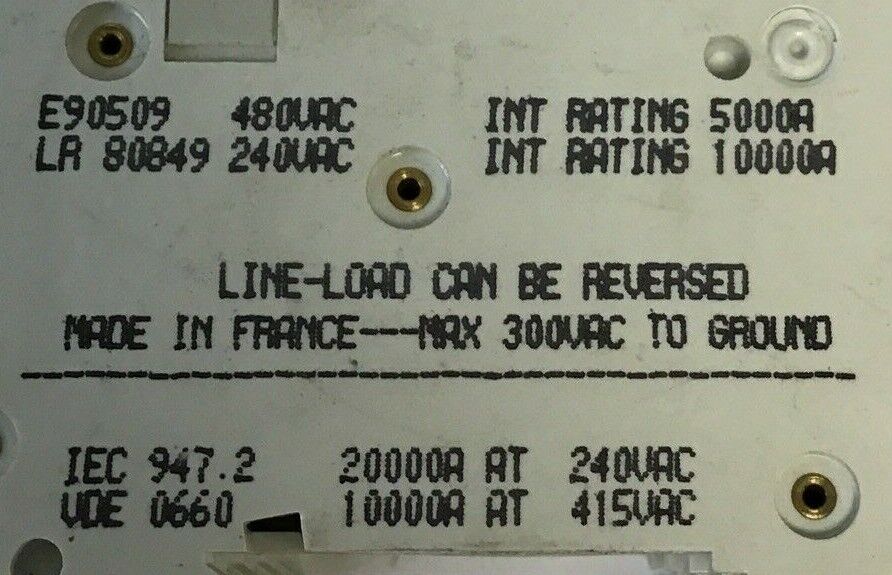 E90509 480VAC INT RATING 5000A
LR 80849 240VAC INT RATING 10000A
LINE-LOAD CAN BE REVERSED
MADE IN FRANCE---MAX 300VAC TO GROUND
IEC 947.2 20000A AT 240VAC
VDE 0660 10000A AT 415VAC